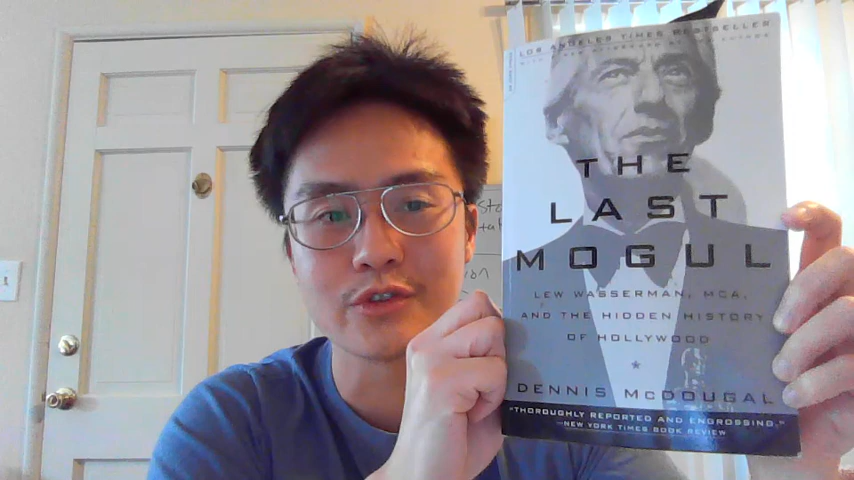 LOS ANGELES TIMES BESTSELLER
THE
LAST
MOGUL
LEW WASSERMAN, MCA,
AND THE HIDDEN HISTORY
OF HOLLYWOOD
DENNIS McDOUGAL
"THOROUGHLY REPORTED AND ENGROSSING."
—NEW YORK TIMES BOOK REVIEW